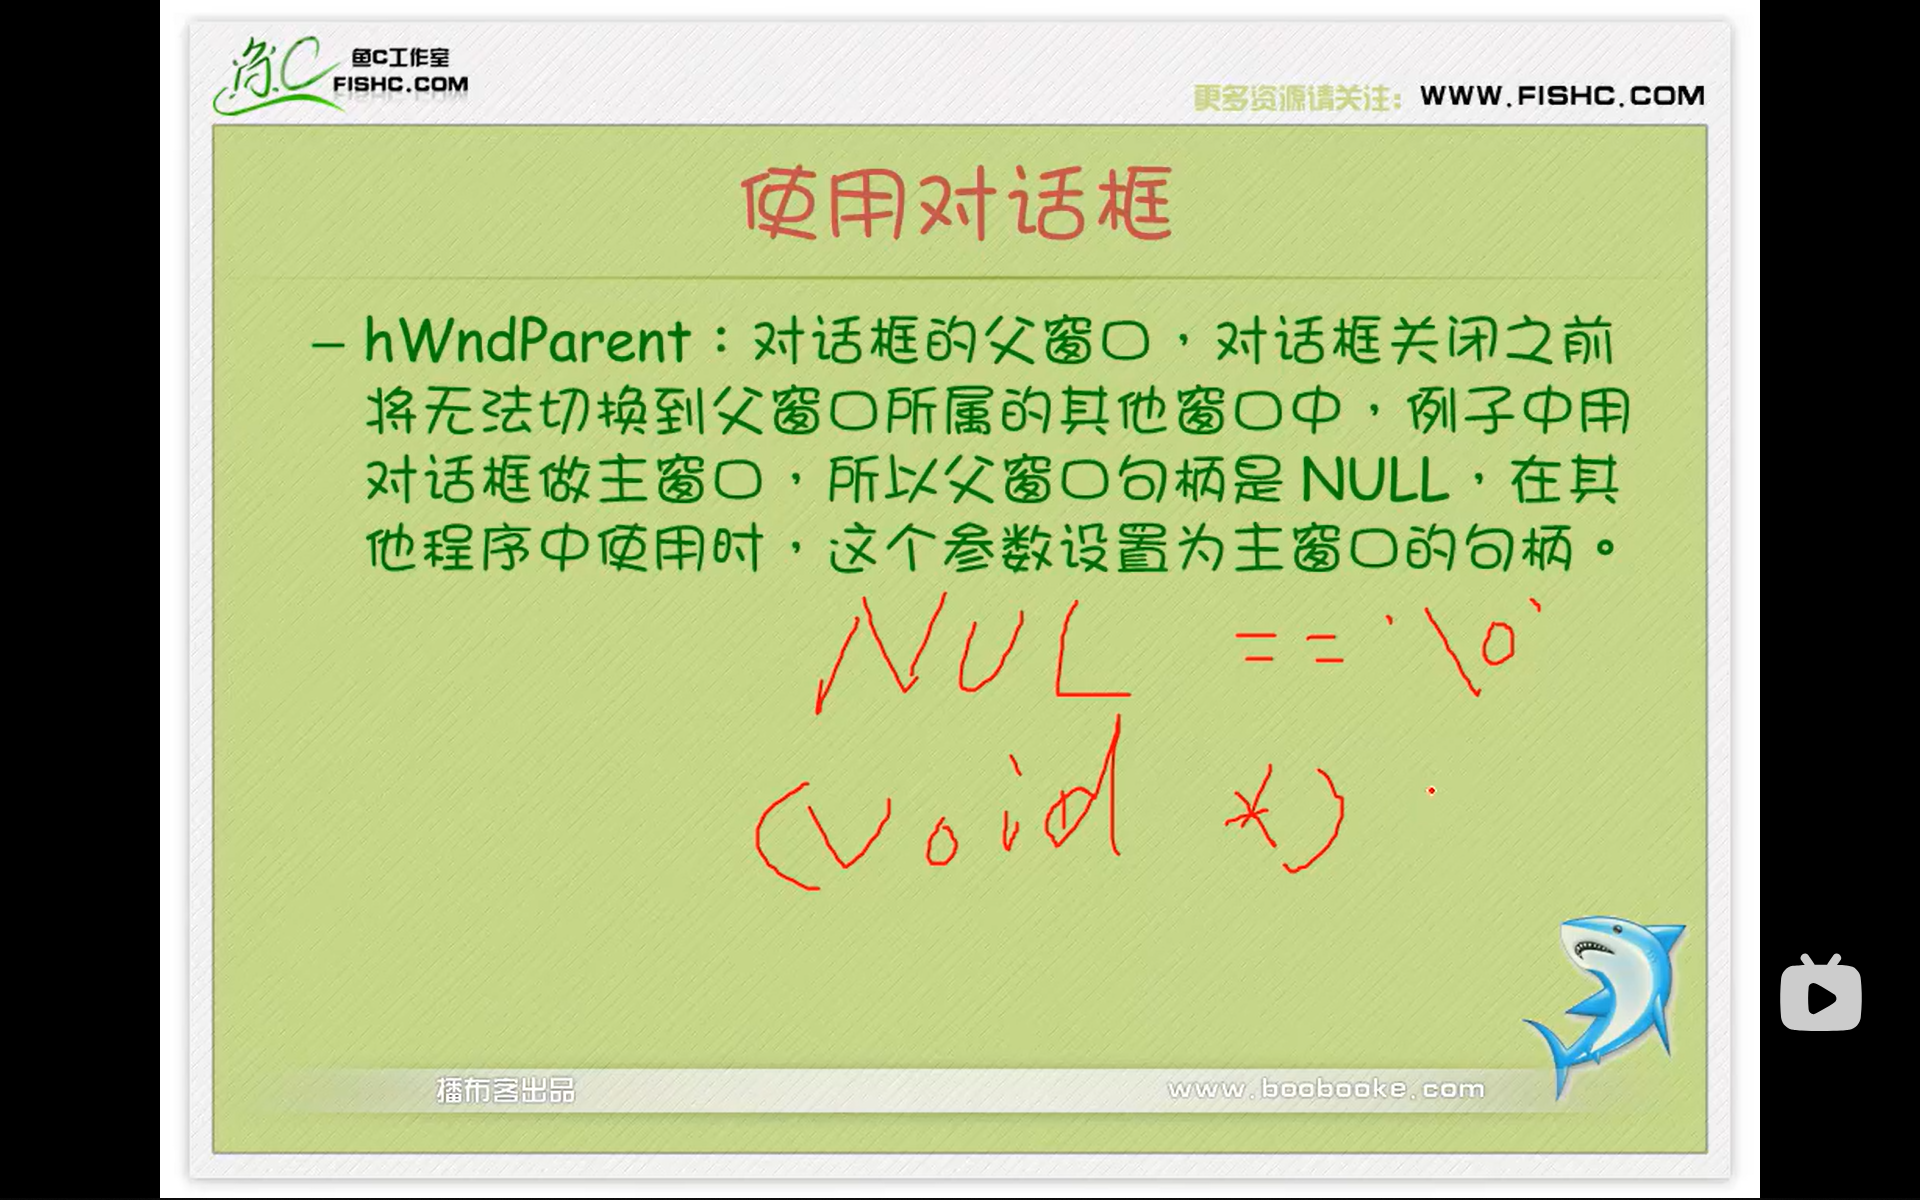 鱼C工作室
FISHC.COM
更多资源请关注：WWW.FISHC.COM
使用对话框
– hWndParent：对话框的父窗口，对话框关闭之前
将无法切换到父窗口所属的其他窗口中，例子中用
对话框做主窗口，所以父窗口句柄是 NULL，在其
他程序中使用时，这个参数设置为主窗口的句柄。
NUL == '\0'
(void *)
播布客出品
www.boobooke.com